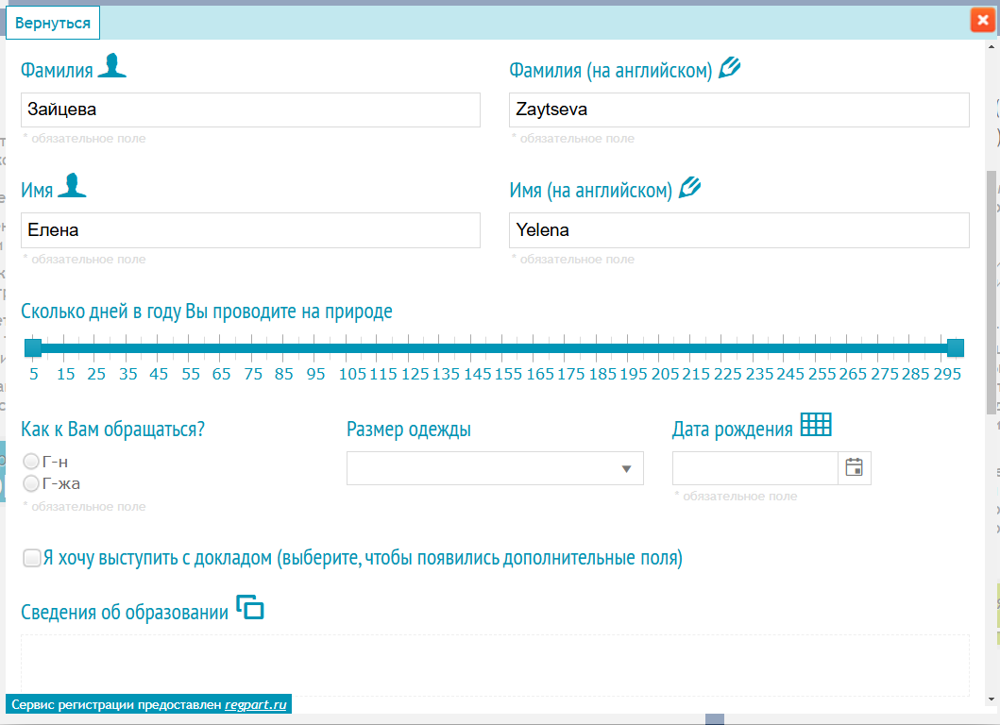 Вернуться
Фамилия
Фамилия (на английском)
Зайцева
Zaytseva
* обязательное поле
* обязательное поле
Имя
Имя (на английском)
Елена
Yelena
* обязательное поле
* обязательное поле
Сколько дней в году Вы проводите на природе
5 15 25 35 45 55 65 75 85 95 105 115 125 135 145 155 165 175 185 195 205 215 225 235 245 255 265 275 285 295
Как к Вам обращаться?
Размер одежды
Дата рождения
Г-н
Г-жа
* обязательное поле
* обязательное поле
Я хочу выступить с докладом (выберите, чтобы появились дополнительные поля)
Сведения об образовании
Сервис регистрации предоставлен regpart.ru